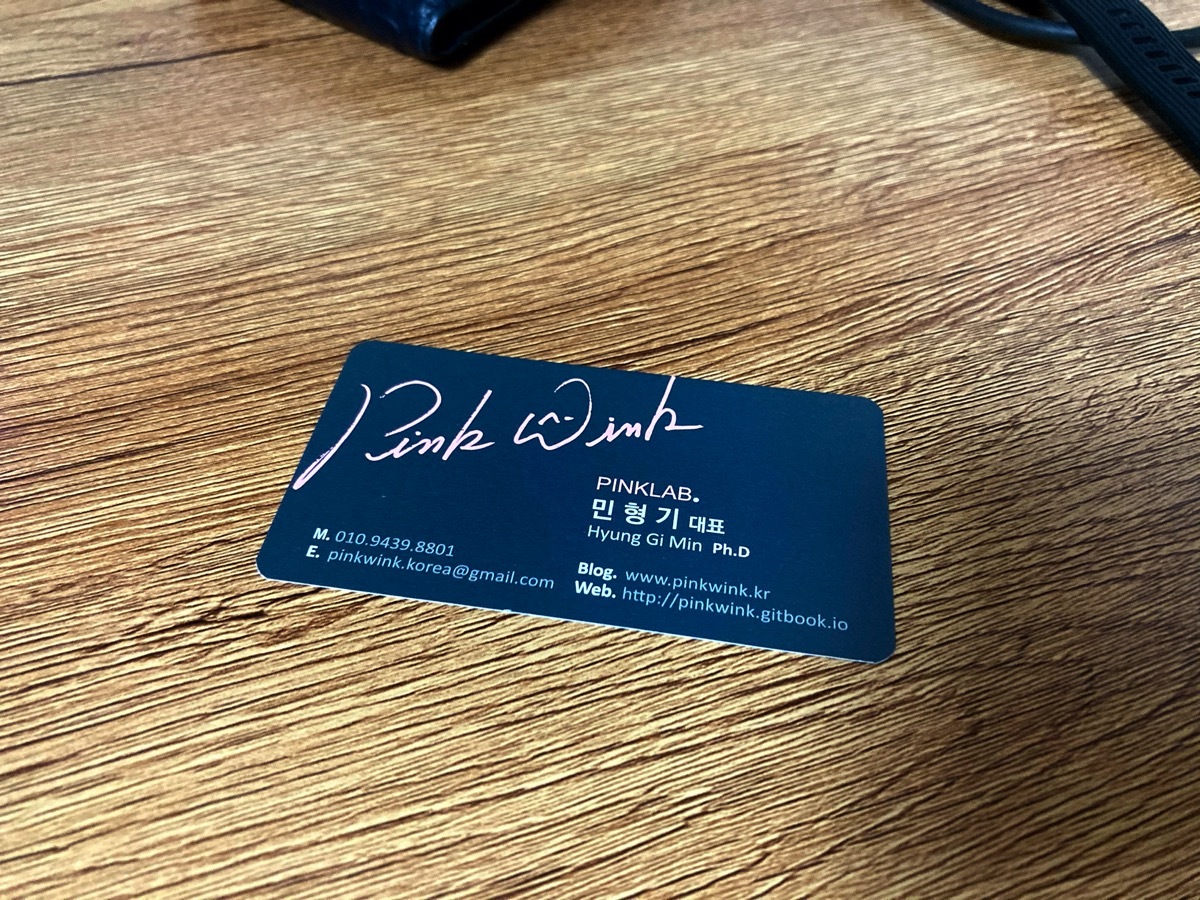 Pink Wink
PINKLAB.
민 형 기 대표
Hyung Gi Min Ph.D
M. 010.9439.8801
E. pinkwink.korea@gmail.com
Blog. www.pinkwink.kr
Web. http://pinkwink.gitbook.io